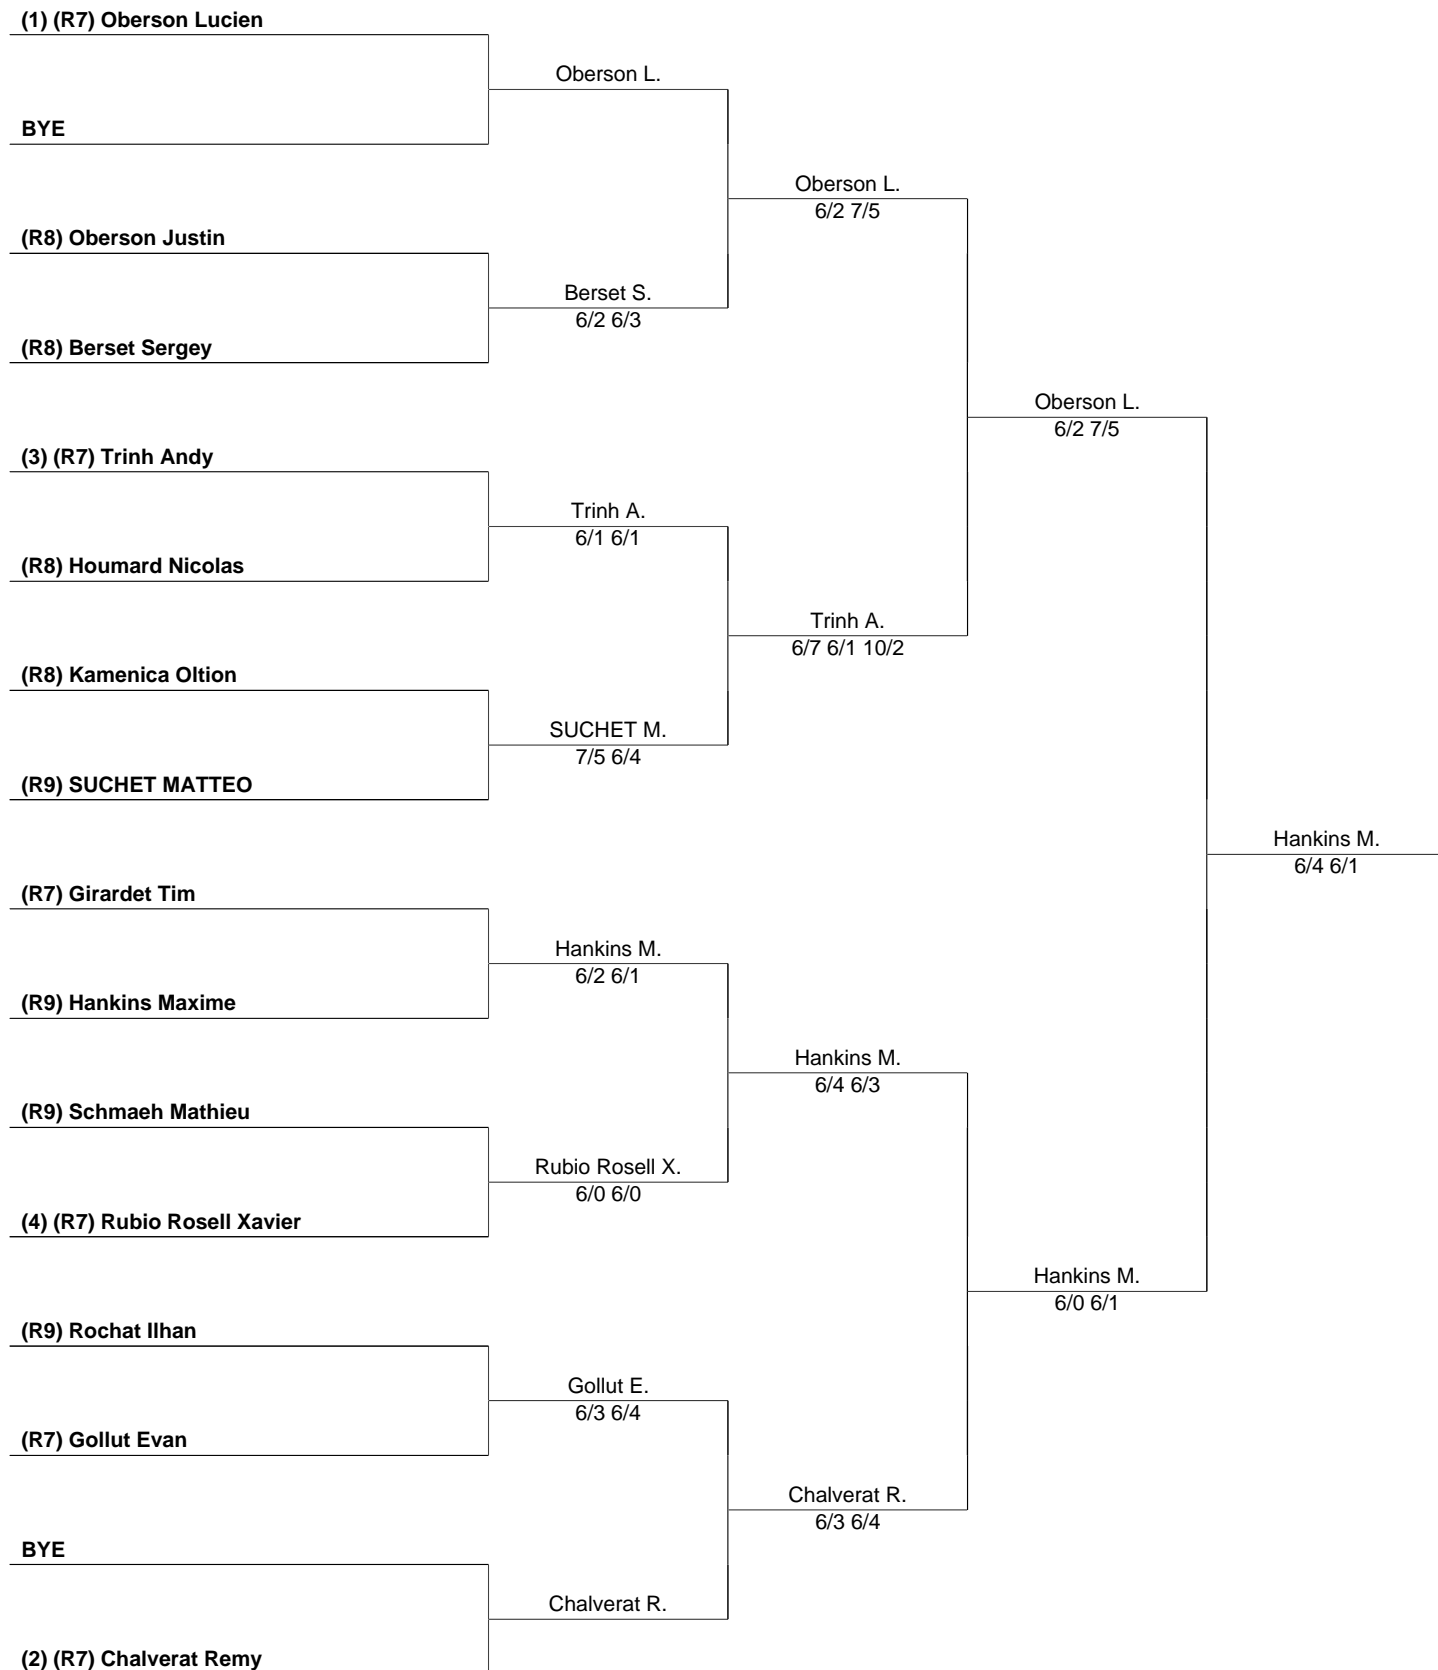 (1) (R7) Oberson Lucien
Oberson L.
BYE
Oberson L.
6/2 7/5
(R8) Oberson Justin
Berset S.
6/2 6/3
(R8) Berset Sergey
Oberson L.
6/2 7/5
(3) (R7) Trinh Andy
Trinh A.
6/1 6/1
(R8) Houmard Nicolas
Trinh A.
6/7 6/1 10/2
(R8) Kamenica Oltion
SUCHET M.
7/5 6/4
(R9) SUCHET MATTEO
Hankins M.
6/4 6/1
(R7) Girardet Tim
Hankins M.
6/2 6/1
(R9) Hankins Maxime
Hankins M.
6/4 6/3
(R9) Schmaeh Mathieu
Rubio Rosell X.
6/0 6/0
(4) (R7) Rubio Rosell Xavier
Hankins M.
6/0 6/1
(R9) Rochat Ilhan
Gollut E.
6/3 6/4
(R7) Gollut Evan
Chalverat R.
6/3 6/4
BYE
Chalverat R.
(2) (R7) Chalverat Remy